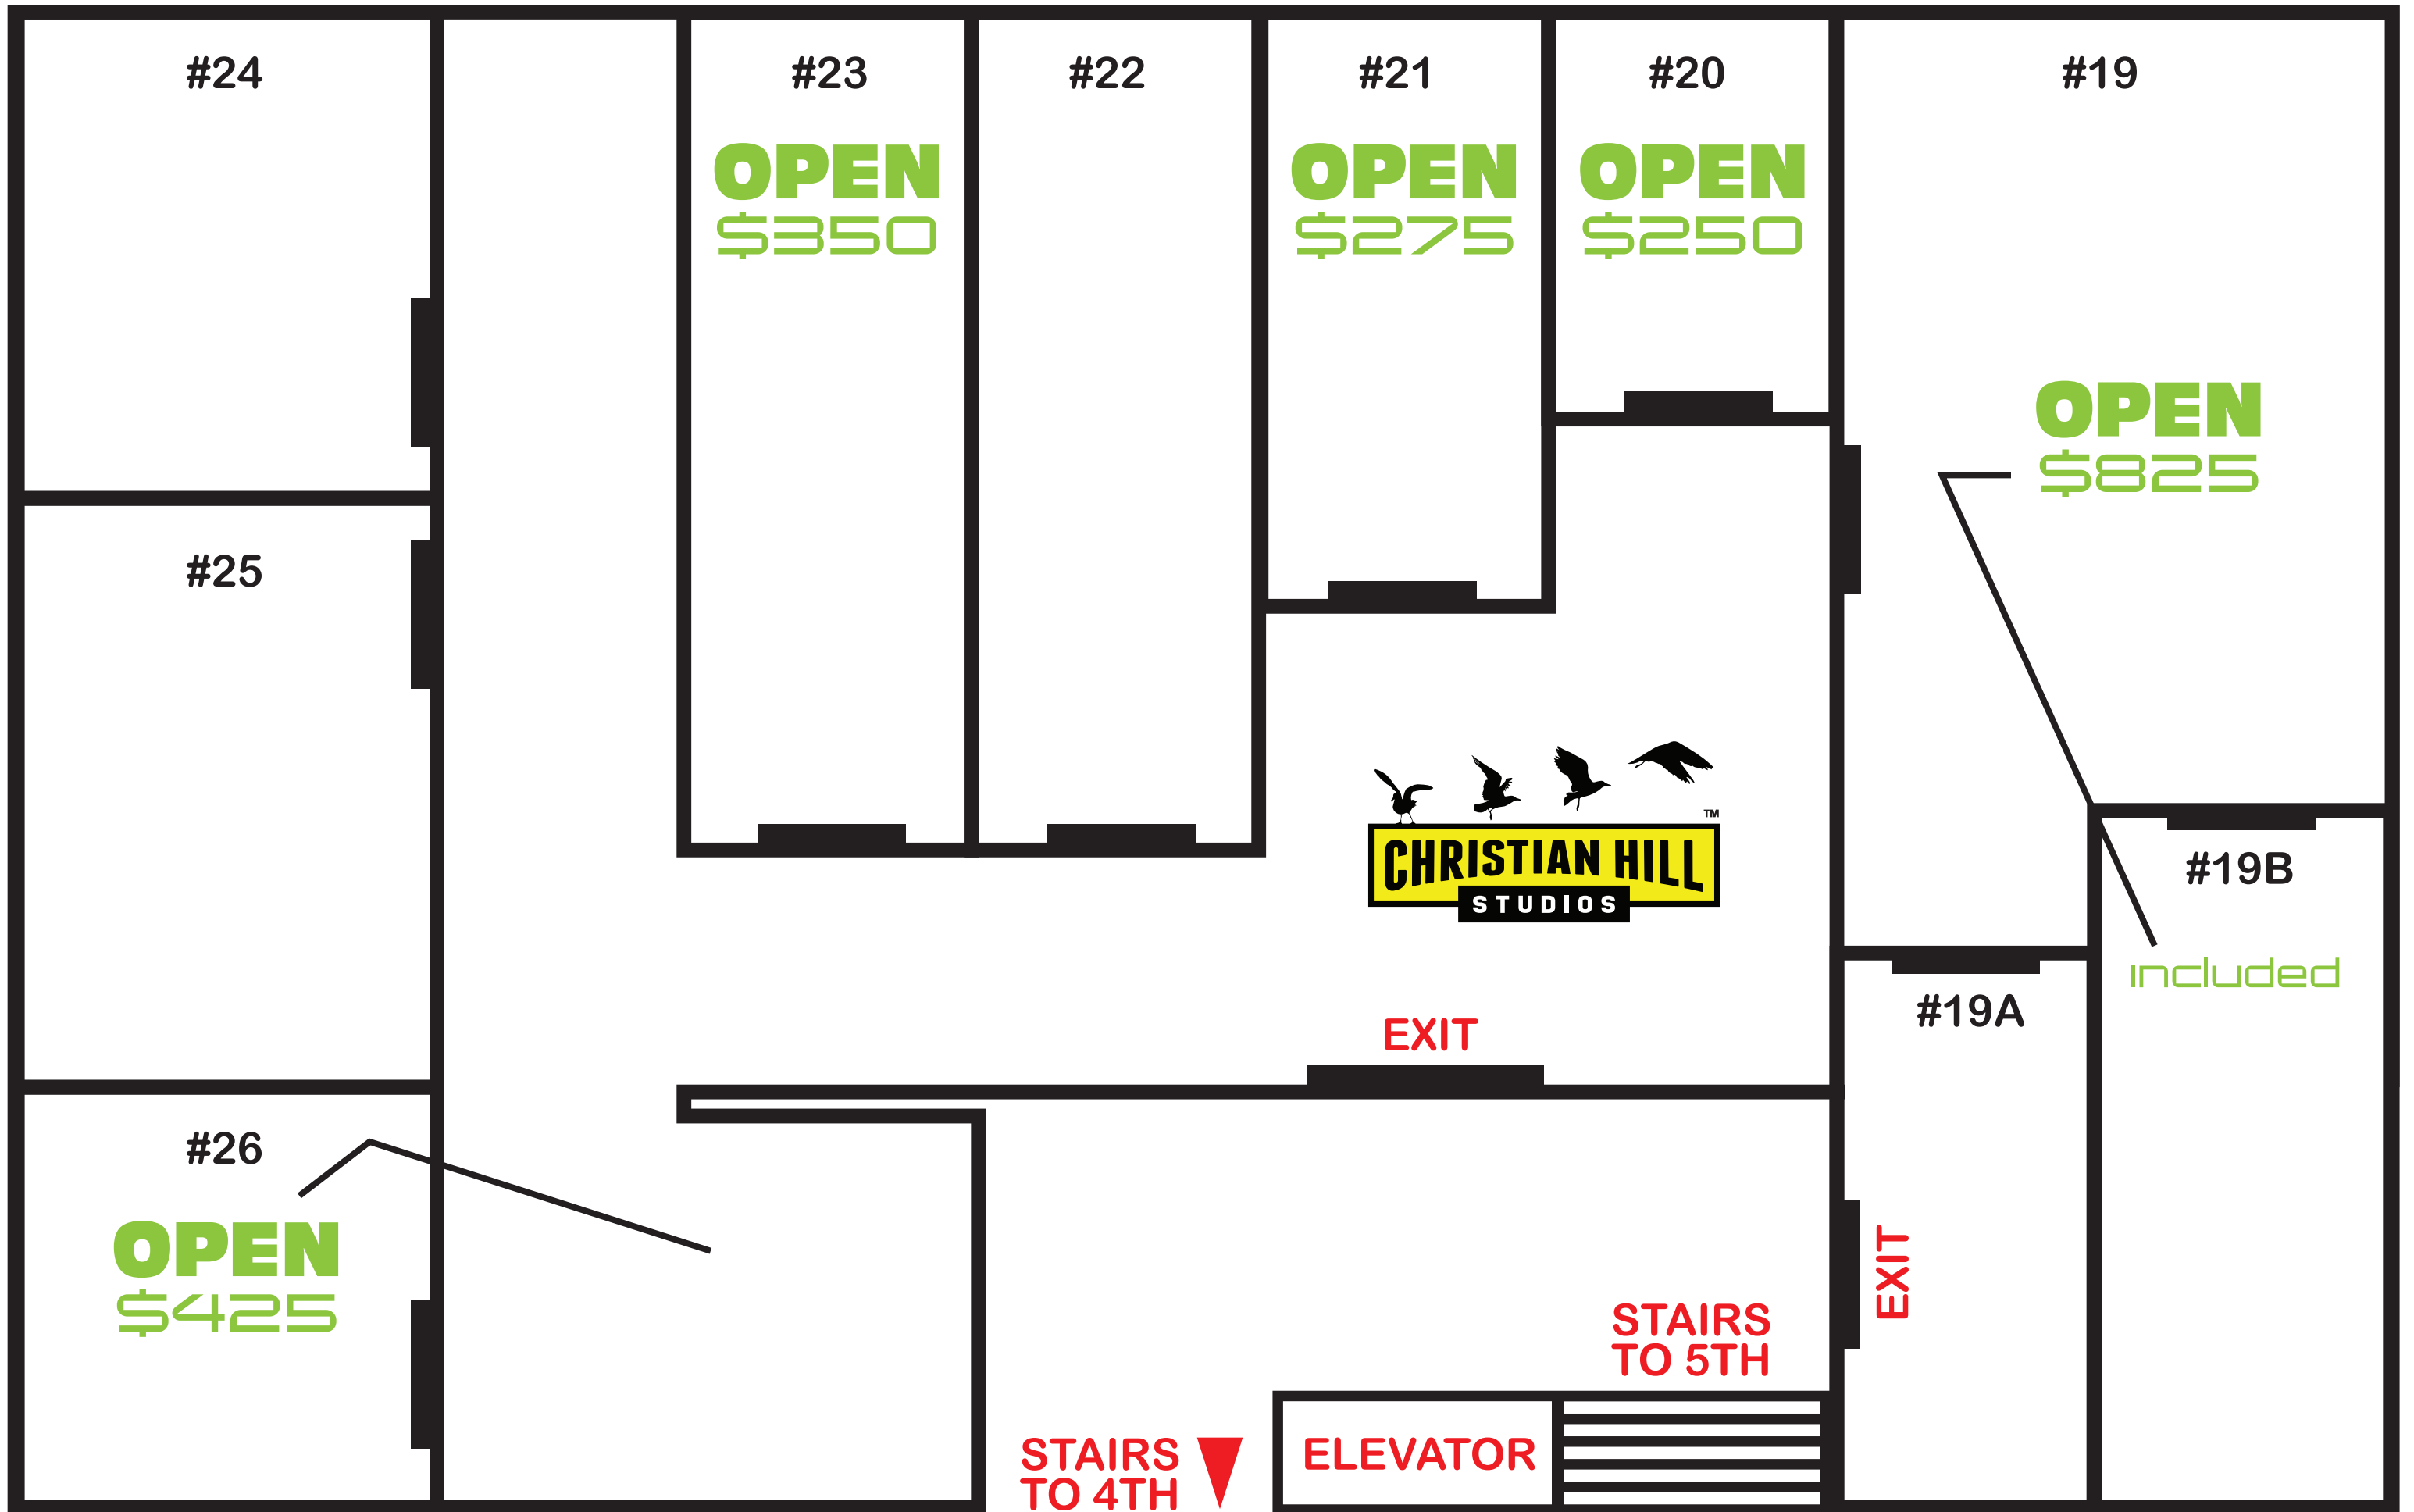 #24
#23
#22
#21
#20
#19
OPEN
$350
OPEN
$275
OPEN
$250
OPEN
$825
#25
™
CHRISTIAN HILL
STUDIOS
#19B
included
#19A
EXIT
#26
OPEN
$425
EXIT
STAIRS
TO 5TH
STAIRS
TO 4TH
ELEVATOR